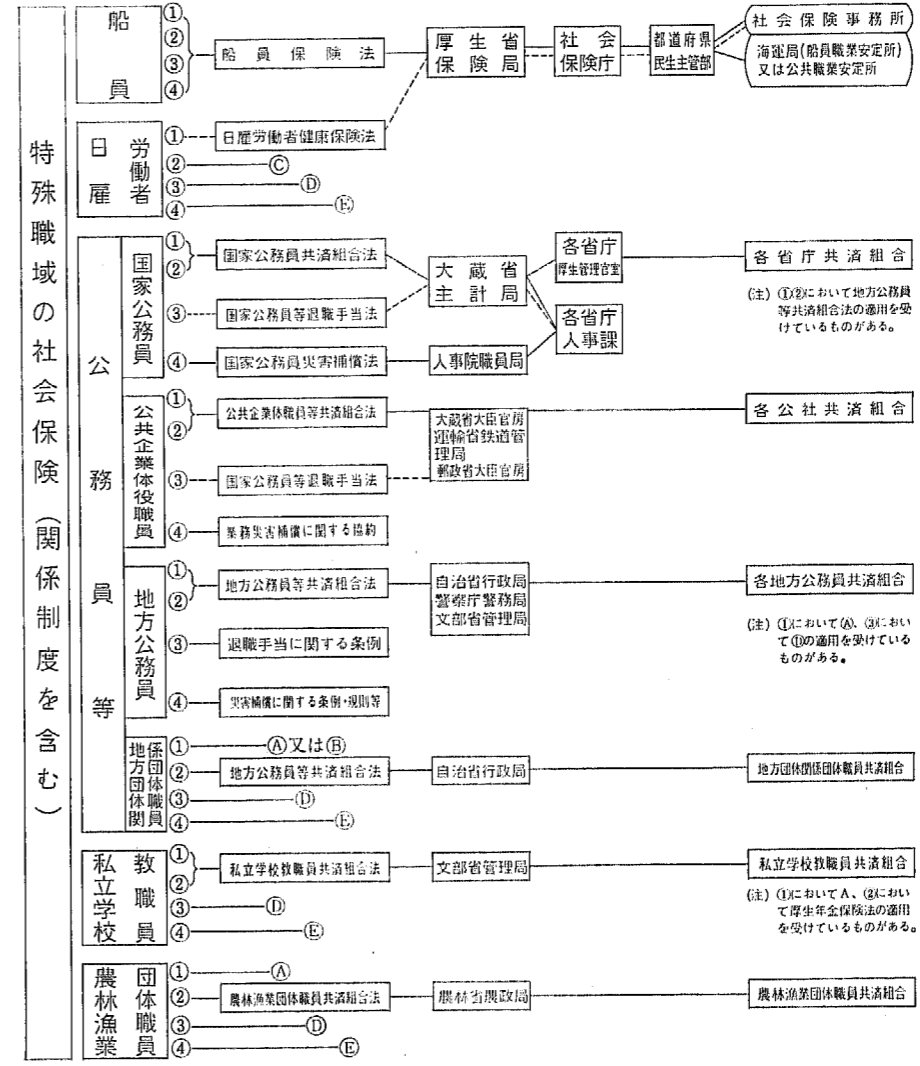 特殊職域の社会保険（関係制度を含む）
船員
①
②
③
④
船員保険法
厚生省
保険局
社会
保険庁
都道府県
民生主管部
社会保険事務所
海運局(船員職業安定所)
又は公共職業安定所
日雇
労働者
①
日雇労働者健康保険法
② Ⓒ
③ Ⓓ
④ Ⓔ
公務員等
国家公務員
①
②
国家公務員共済組合法
大蔵省
主計局
各省庁
厚生管理官室
各省庁共済組合
(注) ①②において地方公務員
等共済組合法の適用を受
けているものがある。
③
国家公務員等退職手当法
各省庁
人事課
④
国家公務員災害補償法
人事院職員局
公共企業体役職員
①
②
公共企業体職員等共済組合法
大蔵省大臣官房
運輸省鉄道管
理局
郵政省大臣官房
各公社共済組合
③
国家公務員等退職手当法
④
業務災害補償に関する協約
地方公務員
①
②
地方公務員等共済組合法
自治省行政局
警察庁警務局
文部省管理局
各地方公務員共済組合
(注) ①においてⒶ、③におい
てⒹの適用を受けている
ものがある。
③
退職手当に関する条例
④
災害補償に関する条例・規則等
地方団体関
係団体職員
① Ⓐ又はⒷ
②
地方公務員等共済組合法
自治省行政局
地方団体関係団体職員共済組合
③ Ⓓ
④ Ⓔ
私立学校
教職員
①
②
私立学校教職員共済組合法
文部省管理局
私立学校教職員共済組合
(注) ①においてA、②におい
て厚生年金保険法の適用
を受けているものがある。
③ Ⓓ
④ Ⓔ
農林漁業
団体職員
① Ⓐ
②
農林漁業団体職員共済組合法
農林省農政局
農林漁業団体職員共済組合
③ Ⓓ
④ Ⓔ